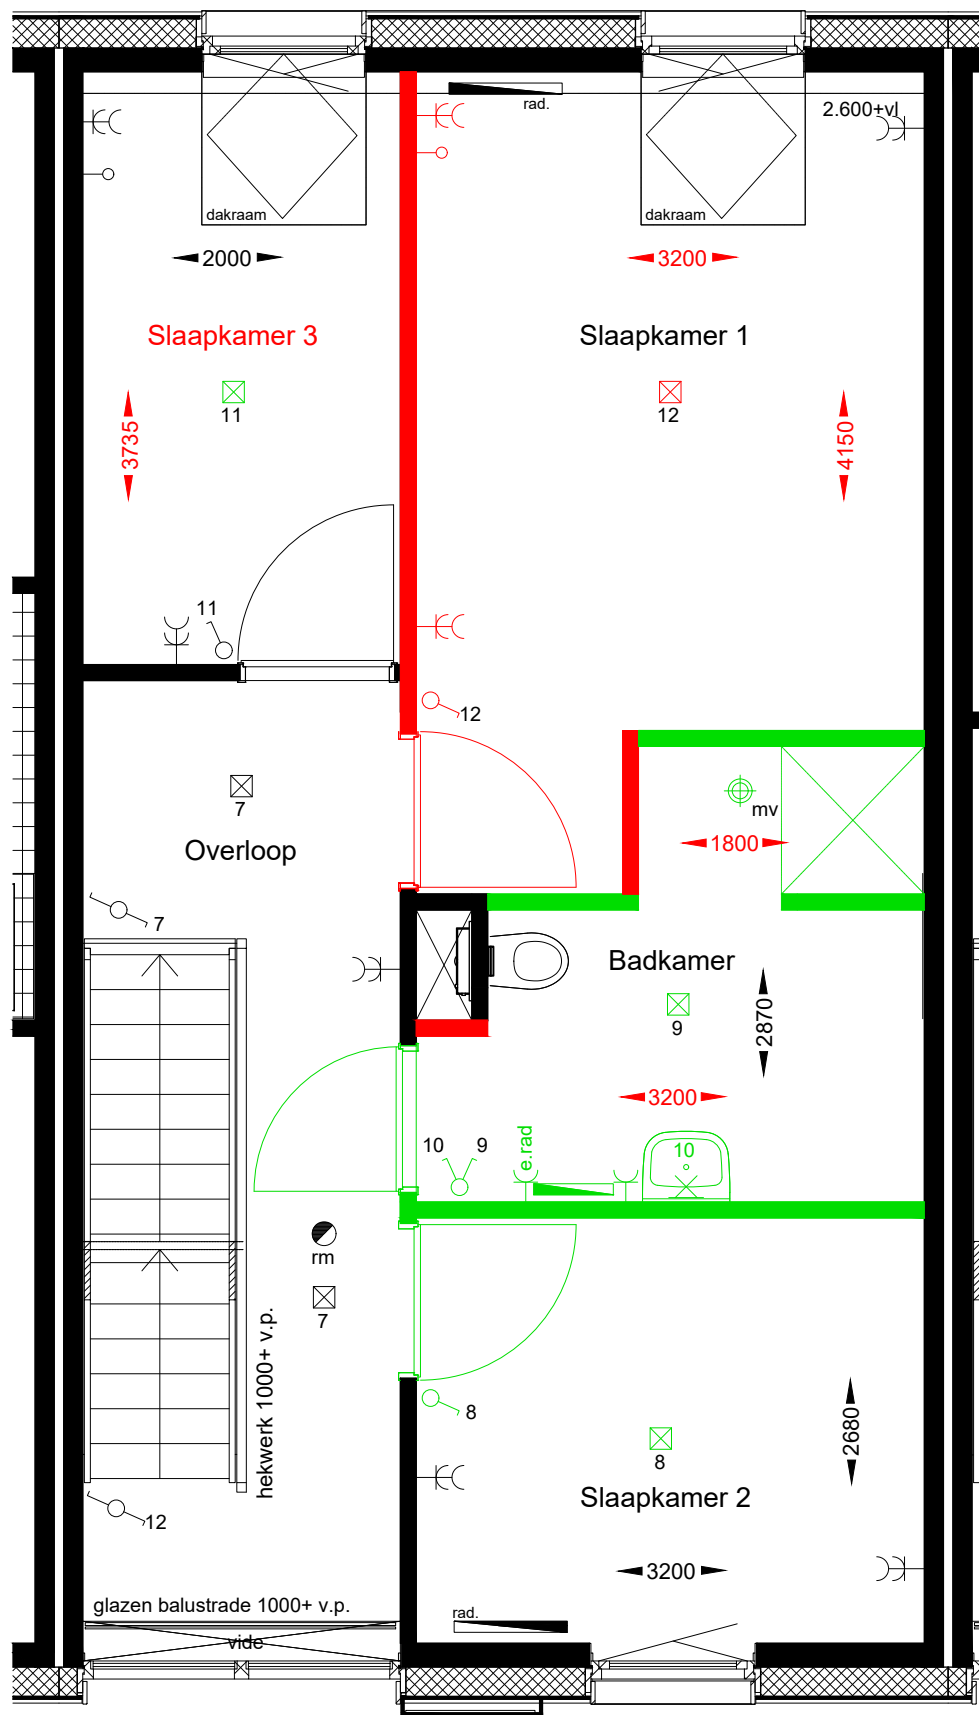 rad.
2.600+vl
dakraam
dakraam
2000
3200
Slaapkamer 3
Slaapkamer 1
11
12
3735
4150
11
12
7
mv
Overloop
1800
7
Badkamer
9
2870
3200
10
9
e.rad
10
rm
7
hekwerk 1000+ v.p.
8
2680
8
Slaapkamer 2
12
3200
glazen balustrade 1000+ v.p.
rad.
vide